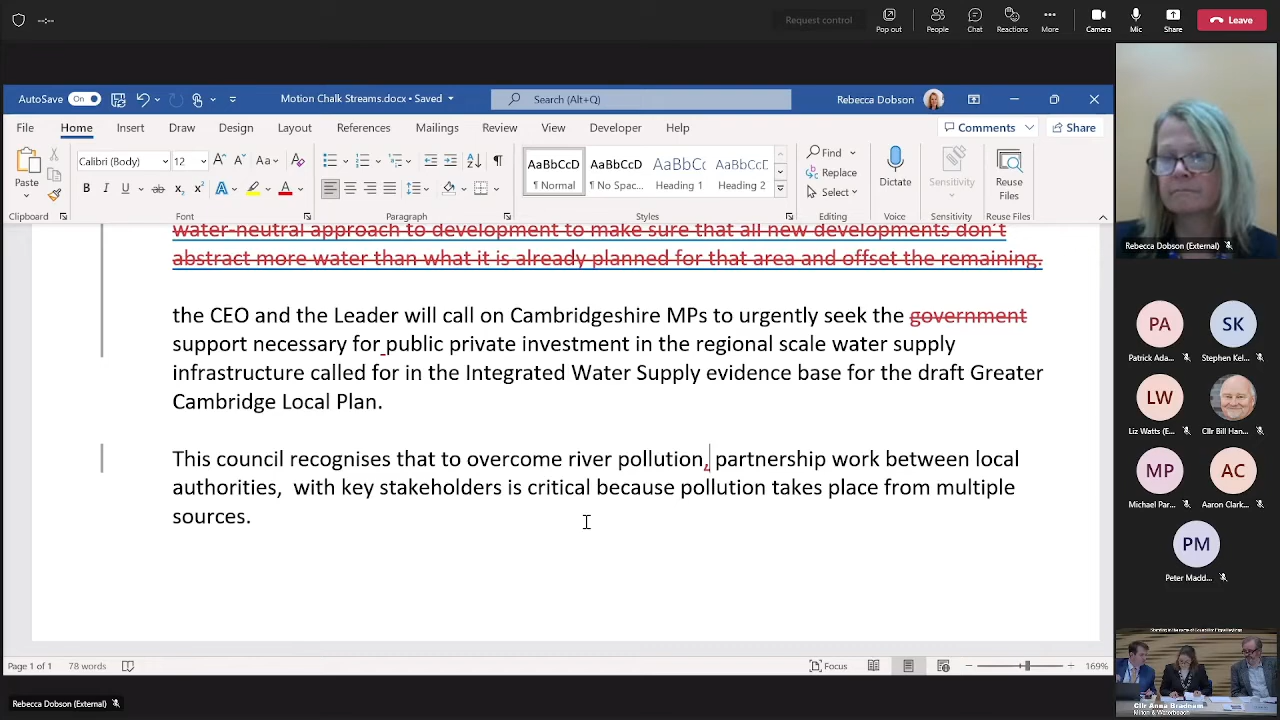 -:--
Request control
Pop out
People
Chat
Reactions
More
Camera
Mic
Share
Leave
AutoSave
On
Motion Chalk Streams.docx • Saved
Search (Alt+Q)
Rebecca Dobson
File Home Insert Draw Design Layout References Mailings Review View Developer Help
Comments
Share
Paste
Calibri (Body)
12
Find
Replace
Select
AaBbCcD
¶ Normal
AaBbCcD
¶ No Spac...
AaBbCc
Heading 1
AaBbCcD
Heading 2
Dictate
Sensitivity
Reuse
Files
Clipboard
Font
Paragraph
Styles
Editing
Voice
Sensitivity
Reuse Files
water-neutral approach to development to make sure that all new developments don't
abstract more water than what it is already planned for that area and offset the remaining.
the CEO and the Leader will call on Cambridgeshire MPs to urgently seek the government
support necessary for public private investment in the regional scale water supply
infrastructure called for in the Integrated Water Supply evidence base for the draft Greater
Cambridge Local Plan.
This council recognises that to overcome river pollution, partnership work between local
authorities,  with key stakeholders is critical because pollution takes place from multiple
sources.
Page 1 of 1
78 words
Focus
169%
Rebecca Dobson (External)
Rebecca Dobson (External)
PA
Patrick Ada...
SK
Stephen Kel...
LW
Liz Watts (E...
Cllr Bill Han...
MP
Michael Par...
AC
Aaron Clark...
PM
Peter Madd...
Cllr Anna Bradnam
Milton & Waterbeach